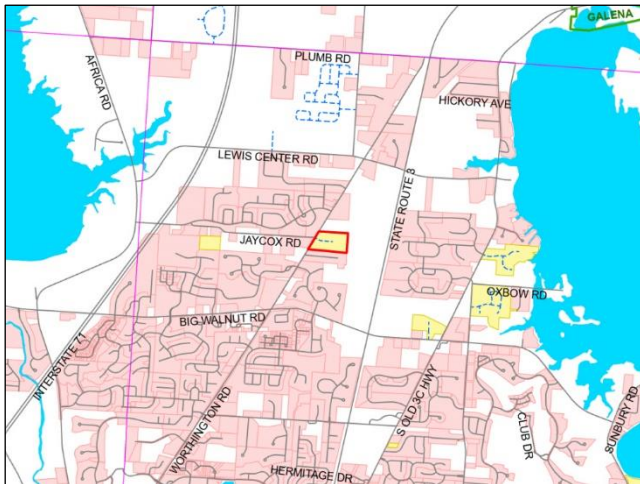 GALENA
PLUMB RD
AFRICA RD
HICKORY AVE
LEWIS CENTER RD
STATE ROUTE 3
JAYCOX RD
OXBOW RD
BIG WALNUT RD
INTERSTATE 71
WORTHINGTON RD
S OLD 3C HWY
CLUB DR
SUNBURY RD
HERMITAGE DR